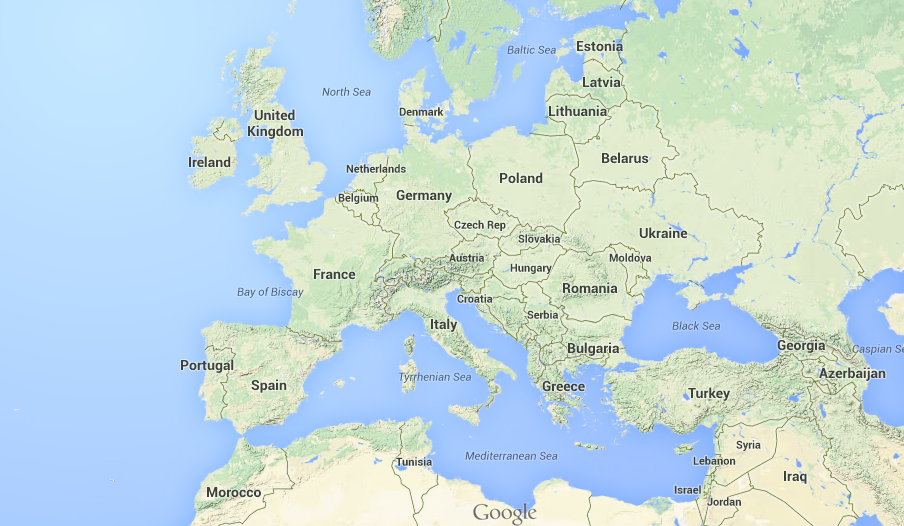 Estonia
Baltic Sea
Latvia
North Sea
Denmark
Lithuania
United
Kingdom
Ireland
Belarus
Netherlands
Poland
Belgium
Germany
Czech Rep
Ukraine
Slovakia
Austria
Moldova
France
Hungary
Romania
Bay of Biscay
Croatia
Serbia
Italy
Black Sea
Georgia
Bulgaria
Caspian Se
Portugal
Azerbaijan
Tyrrhenian Sea
Spain
Greece
Turkey
Syria
Mediterranean Sea
Tunisia
Lebanon
Iraq
Morocco
Israel
Jordan
Google